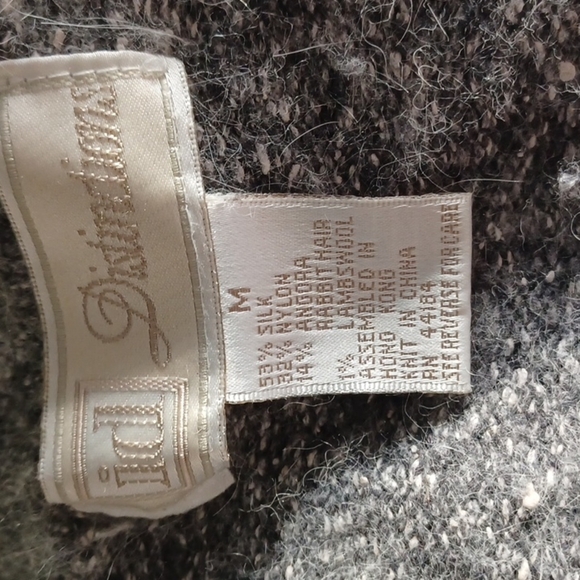 Distinctions
M
53% SILK
32% NYLON
14% ANGORA
RABBIT HAIR
1% LAMBSWOOL
ASSEMBLED IN
HONG KONG
KNIT IN CHINA
RN
SEE REVERSE FOR CARE